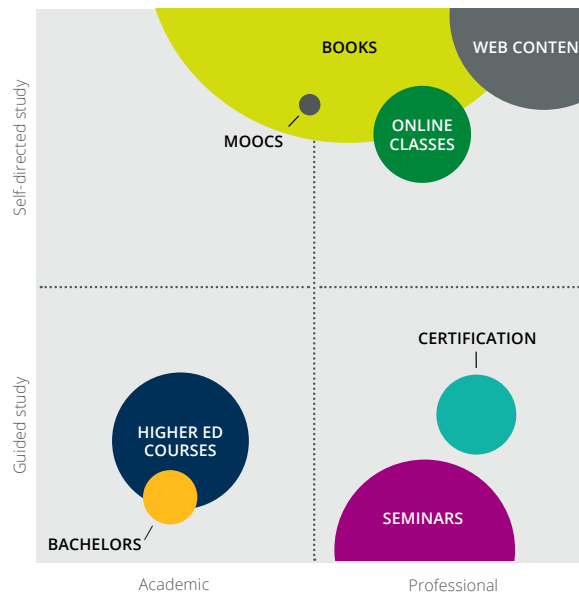 BOOKS
WEB CONTEN
ONLINE
CLASSES
MOOCS
Self-directed study
CERTIFICATION
Guided study
HIGHER ED
COURSES
SEMINARS
BACHELORS
Academic
Professional